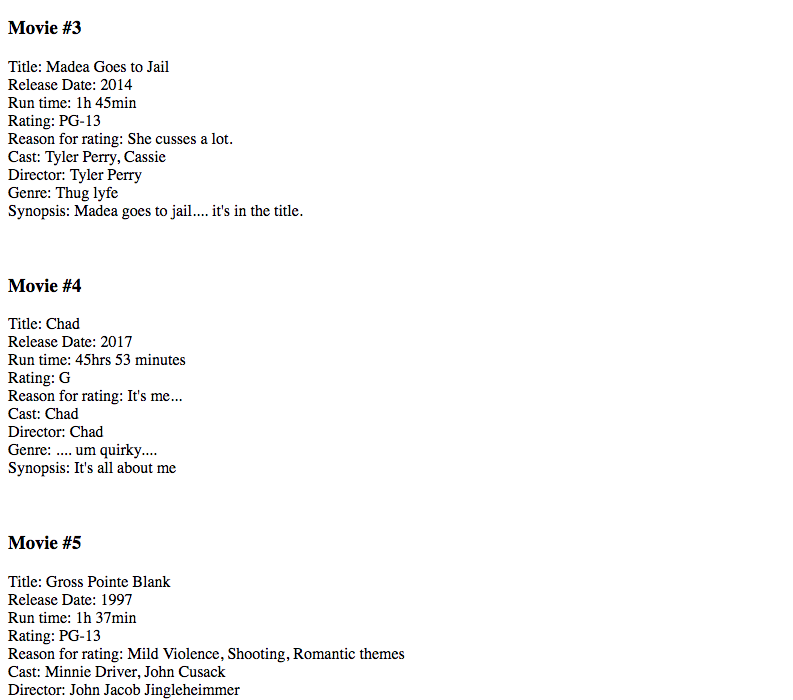 Movie #3
Title: Madea Goes to Jail
Release Date: 2014
Run time: 1h 45min
Rating: PG-13
Reason for rating: She cusses a lot.
Cast: Tyler Perry, Cassie
Director: Tyler Perry
Genre: Thug lyfe
Synopsis: Madea goes to jail.... it's in the title.
Movie #4
Title: Chad
Release Date: 2017
Run time: 45hrs 53 minutes
Rating: G
Reason for rating: It's me...
Cast: Chad
Director: Chad
Genre: .... um quirky....
Synopsis: It's all about me
Movie #5
Title: Gross Pointe Blank
Release Date: 1997
Run time: 1h 37min
Rating: PG-13
Reason for rating: Mild Violence, Shooting, Romantic themes
Cast: Minnie Driver, John Cusack
Director: John Jacob Jingleheimmer